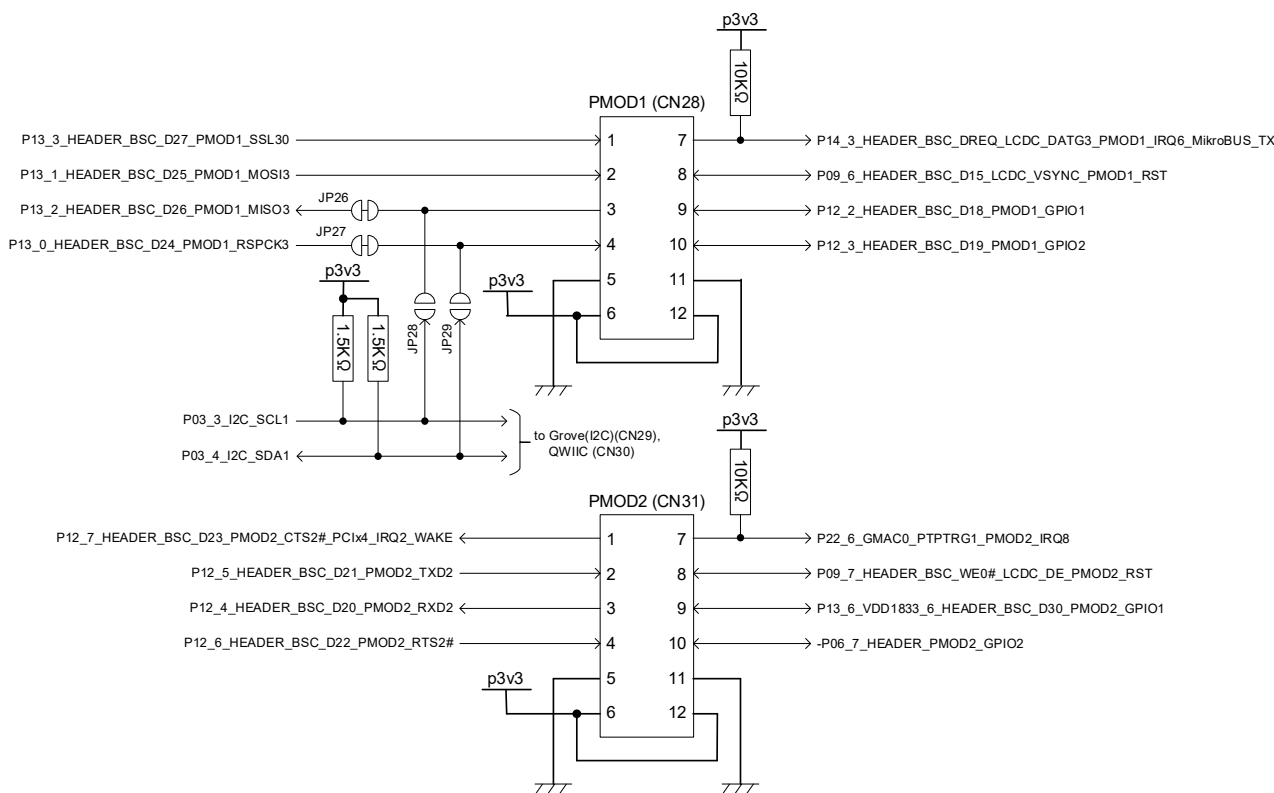 p3v3
10KΩ
PMOD1 (CN28)
P13_3_HEADER_BSC_D27_PMOD1_SSL30
1
7
P14_3_HEADER_BSC_DREQ_LCDC_DATG3_PMOD1_IRQ6_MikroBUS_TX
P13_1_HEADER_BSC_D25_PMOD1_MOSI3
2
8
P09_6_HEADER_BSC_D15_LCDC_VSYNC_PMOD1_RST
JP26
P13_2_HEADER_BSC_D26_PMOD1_MISO3
3
9
P12_2_HEADER_BSC_D18_PMOD1_GPIO1
JP27
P13_0_HEADER_BSC_D24_PMOD1_RSPCK3
4
10
P12_3_HEADER_BSC_D19_PMOD1_GPIO2
p3v3
p3v3
5
11
6
12
1.5KΩ
1.5KΩ
JP28
JP29
P03_3_I2C_SCL1
to Grove(I2C)(CN29),
QWIIC (CN30)
P03_4_I2C_SDA1
p3v3
10KΩ
PMOD2 (CN31)
P12_7_HEADER_BSC_D23_PMOD2_CTS2#_PCIx4_IRQ2_WAKE
1
7
P22_6_GMAC0_PTPTRG1_PMOD2_IRQ8
P12_5_HEADER_BSC_D21_PMOD2_TXD2
2
8
P09_7_HEADER_BSC_WE0#_LCDC_DE_PMOD2_RST
P12_4_HEADER_BSC_D20_PMOD2_RXD2
3
9
P13_6_VDD1833_6_HEADER_BSC_D30_PMOD2_GPIO1
P12_6_HEADER_BSC_D22_PMOD2_RTS2#
4
10
-P06_7_HEADER_PMOD2_GPIO2
p3v3
5
11
6
12